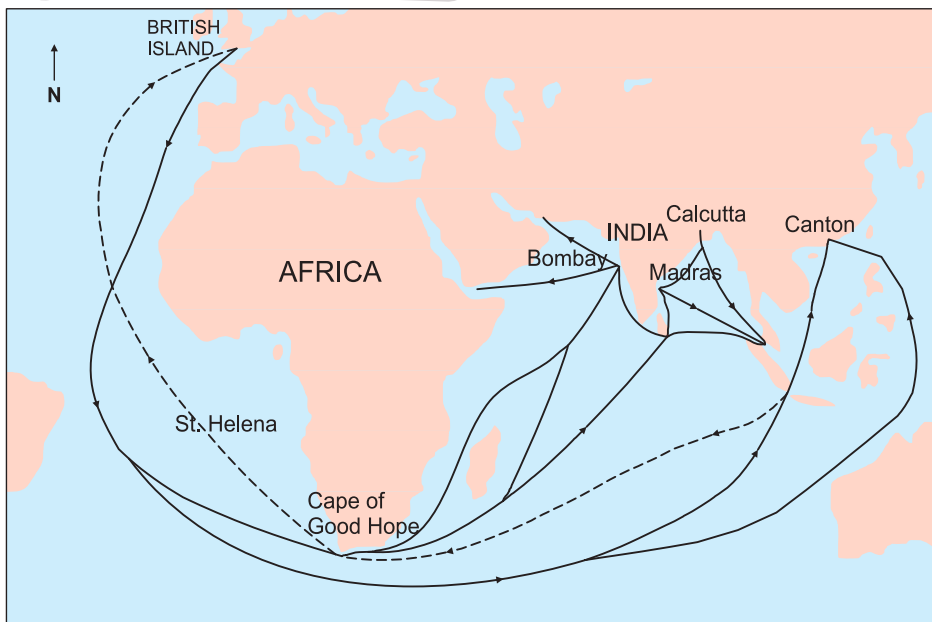 BRITISH
ISLAND
N
Calcutta
INDIA
Canton
Bombay
Madras
AFRICA
St. Helena
Cape of
Good Hope